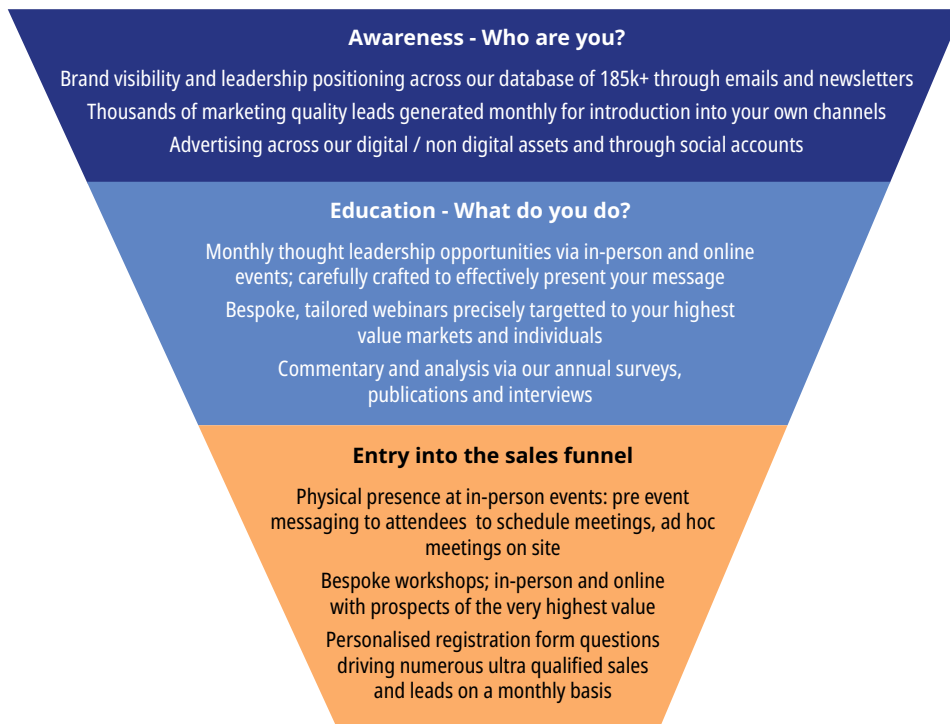 Awareness - Who are you?
Brand visibility and leadership positioning across our database of 185k+ through emails and newsletters
Thousands of marketing quality leads generated monthly for introduction into your own channels
Advertising across our digital / non digital assets and through social accounts
Education - What do you do?
Monthly thought leadership opportunities via in-person and online
events; carefully crafted to effectively present your message
Bespoke, tailored webinars precisely targetted to your highest
value markets and individuals
Commentary and analysis via our annual surveys,
publications and interviews
Entry into the sales funnel
Physical presence at in-person events: pre event
messaging to attendees  to schedule meetings, ad hoc
meetings on site
Bespoke workshops; in-person and online
with prospects of the very highest value
Personalised registration form questions
driving numerous ultra qualified sales
and leads on a monthly basis